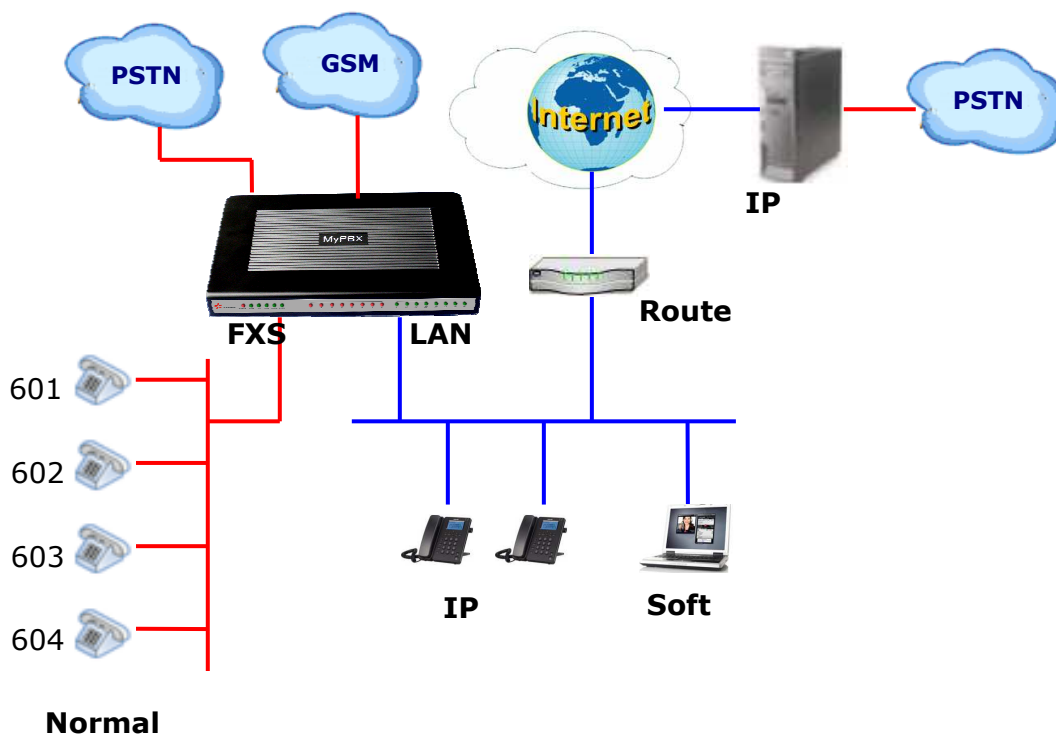 PSTN
GSM
Internet
PSTN
IP
MyPBX
Route
FXS
LAN
601
602
603
604
IP
Soft
Normal